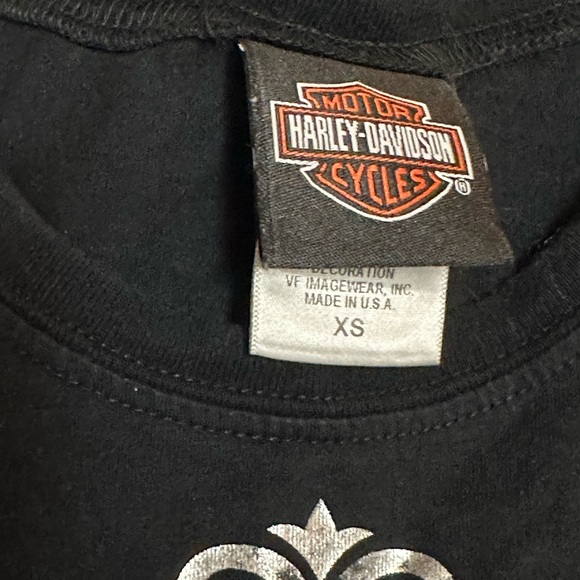 MOTOR
HARLEY-DAVIDSON
CYCLES
®
DECORATION
VF IMAGEWEAR, INC.
MADE IN U.S.A.
XS